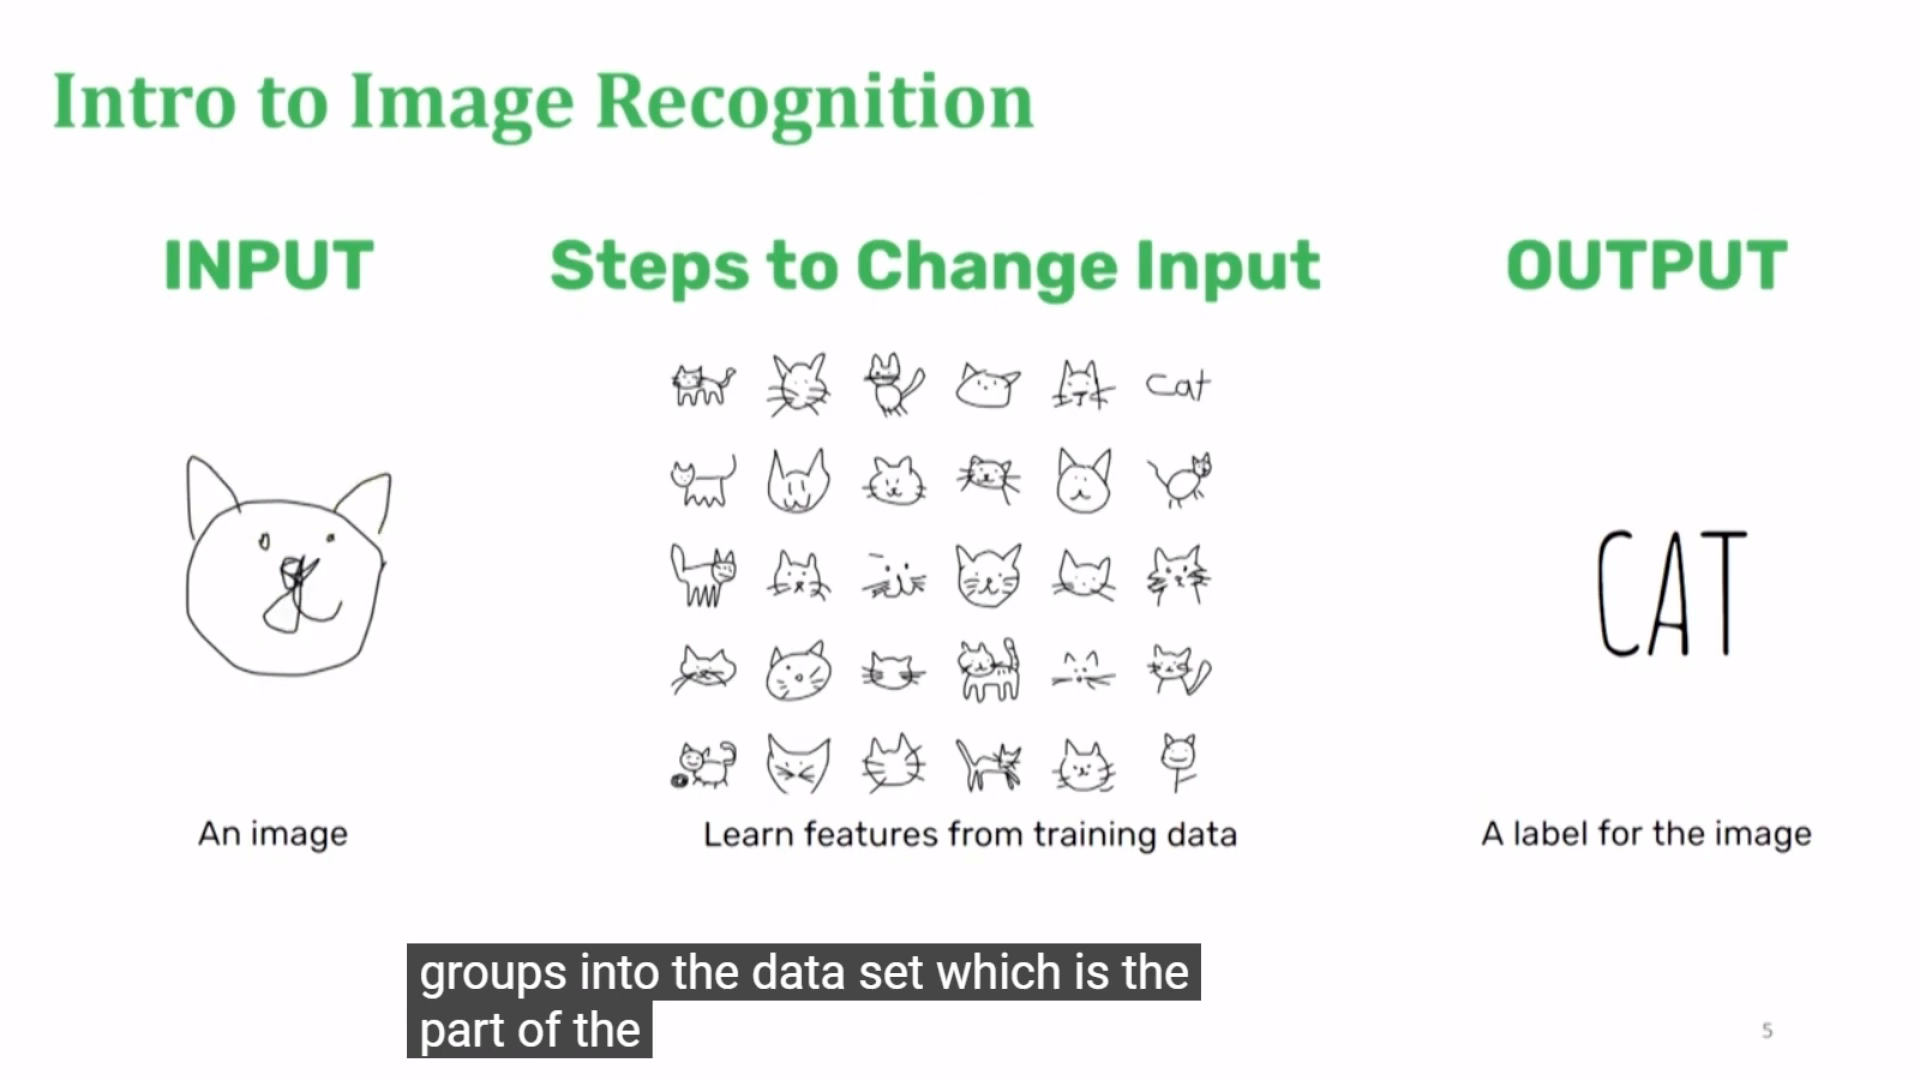 Intro to Image Recognition
INPUT
Steps to Change Input
OUTPUT
cat
CAT
An image
Learn features from training data
A label for the image
groups into the data set which is the
part of the
5